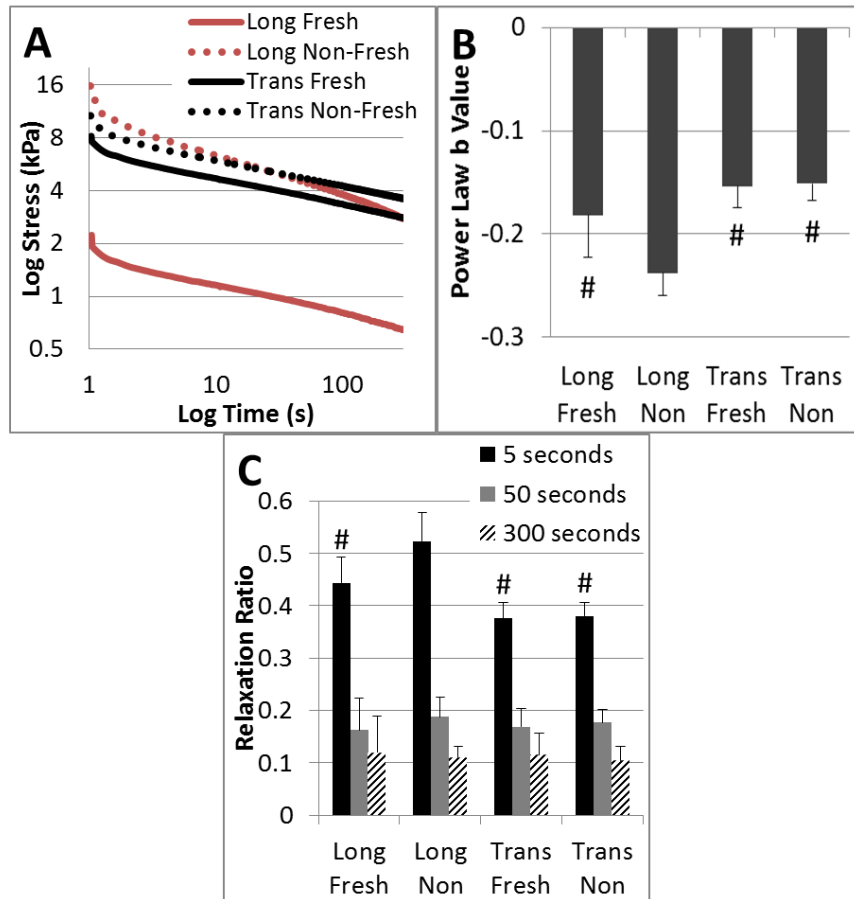 A
Long Fresh
Long Non-Fresh
Trans Fresh
Trans Non-Fresh
Log Stress (kPa)
16
8
4
2
1
0.5
1
10
100
Log Time (s)
B
Power Law b Value
0
-0.1
-0.2
-0.3
#
#
#
Long
Fresh
Long
Non
Trans
Fresh
Trans
Non
C
5 seconds
50 seconds
300 seconds
Relaxation Ratio
0.6
0.5
0.4
0.3
0.2
0.1
0
#
#
#
Long
Fresh
Long
Non
Trans
Fresh
Trans
Non